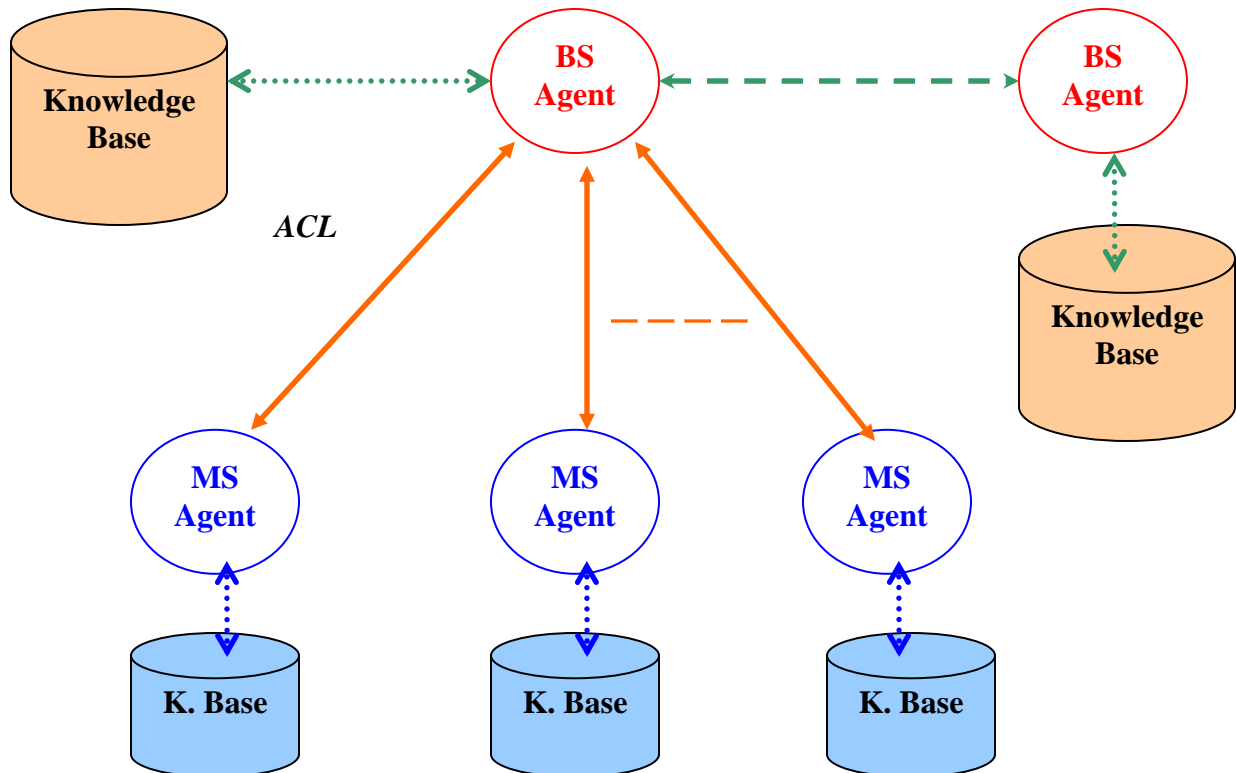 Knowledge
Base
BS
Agent
BS
Agent
ACL
Knowledge
Base
MS
Agent
MS
Agent
MS
Agent
K. Base
K. Base
K. Base